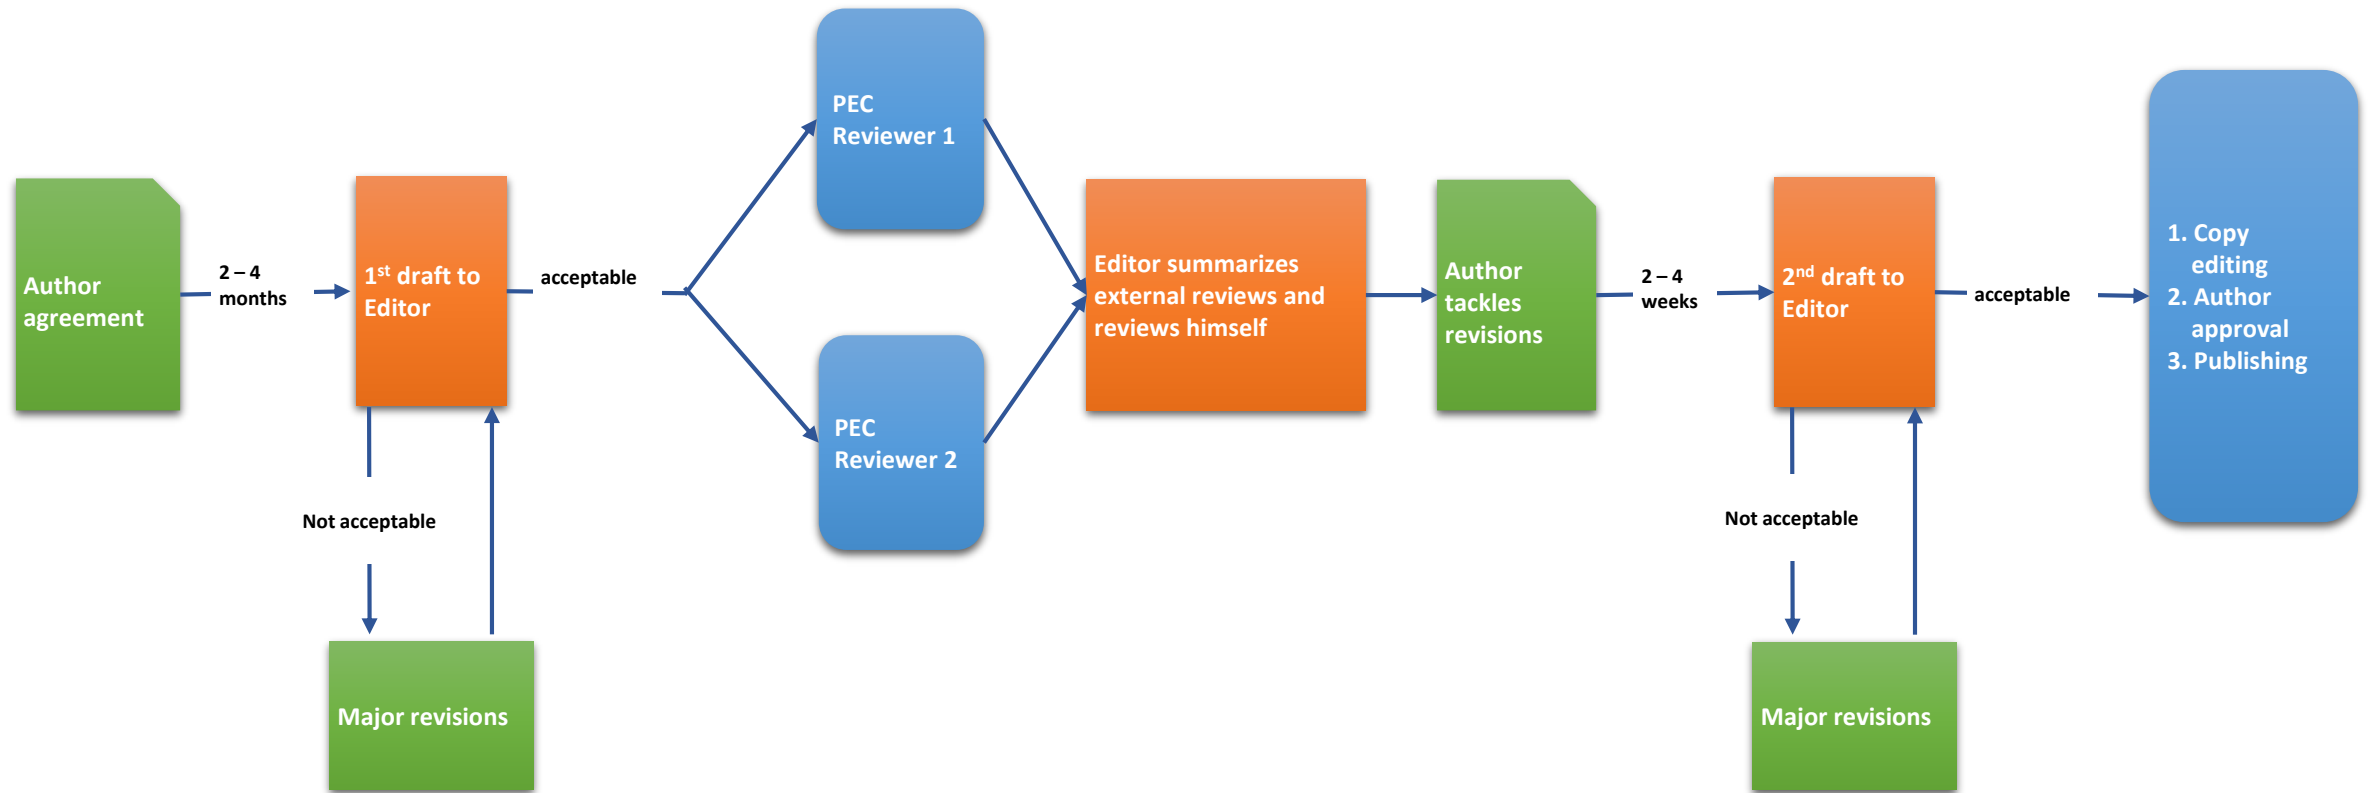 Author
agreement
2 – 4
months
1st draft to
Editor
Not acceptable
Major revisions
acceptable
PEC
Reviewer 1
PEC
Reviewer 2
Editor summarizes
external reviews and
reviews himself
Author
tackles
revisions
2 – 4
weeks
2nd draft to
Editor
Not acceptable
Major revisions
acceptable
1. Copy
editing
2. Author
approval
3. Publishing